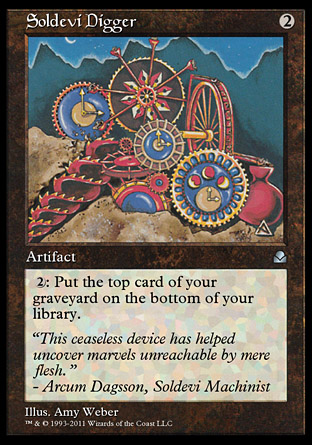 Soldevi Digger 2
Artifact
2: Put the top card of your
graveyard on the bottom of your
library.
“This ceaseless device has helped
uncover marvels unreachable by mere
flesh.”
- Arcum Dagsson, Soldevi Machinist
Illus. Amy Weber
™ & © 1993-2011 Wizards of the Coast LLC